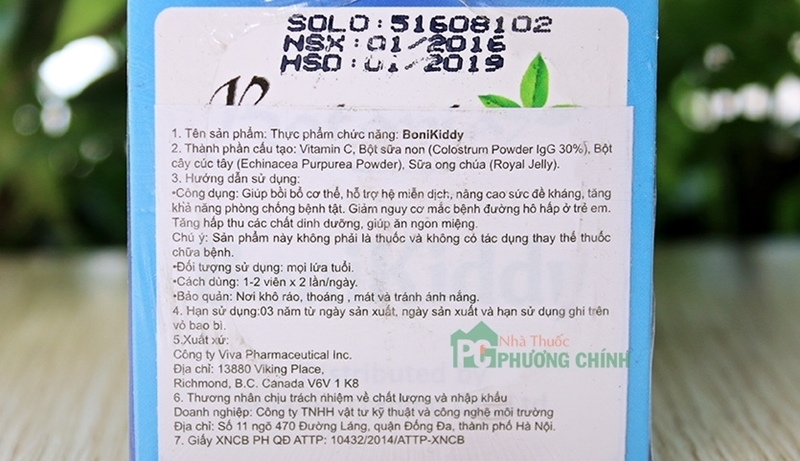 SOLO:51608102
NSX:01/2016
HSD:01/2019
1. Tên sản phẩm: Thực phẩm chức năng: BoniKiddy
2. Thành phần cấu tạo: Vitamin C, Bột sữa non (Colostrum Powder IgG 30%), Bột
cây cúc tây (Echinacea Purpurea Powder), Sữa ong chúa (Royal Jelly).
3. Hướng dẫn sử dụng:
•Công dụng: Giúp bồi bổ cơ thể, hỗ trợ hệ miễn dịch, nâng cao sức đề kháng, tăng
khả năng phòng chống bệnh tật. Giảm nguy cơ mắc bệnh đường hô hấp ở trẻ em.
Tăng hấp thu các chất dinh dưỡng, giúp ăn ngon miệng.
Chú ý: Sản phẩm này không phải là thuốc và không có tác dụng thay thế thuốc
chữa bệnh.
•Đối tượng sử dụng: mọi lứa tuổi.
•Cách dùng: 1-2 viên x 2 lần/ngày.
•Bảo quản: Nơi khô ráo, thoáng , mát và tránh ánh nắng.
4. Hạn sử dụng:03 năm từ ngày sản xuất, ngày sản xuất và hạn sử dụng ghi trên
vỏ bao bì.
5.Xuất xứ:
Công ty Viva Pharmaceutical Inc.
Địa chỉ: 13880 Viking Place,
Richmond, B.C. Canada V6V 1 K8
6. Thương nhân chịu trách nhiệm về chất lượng và nhập khẩu
Doanh nghiệp: Công ty TNHH vật tư kỹ thuật và công nghệ môi trường
Địa chỉ: Số 11 ngõ 470 Đường Láng, quận Đống Đa, thành phố Hà Nội.
7. Giấy XNCB PH QĐ ATTP: 10432/2014/ATTP-XNCB
Kiddy
distributed by
PC Nhà Thuốc
PHƯƠNG CHÍNH